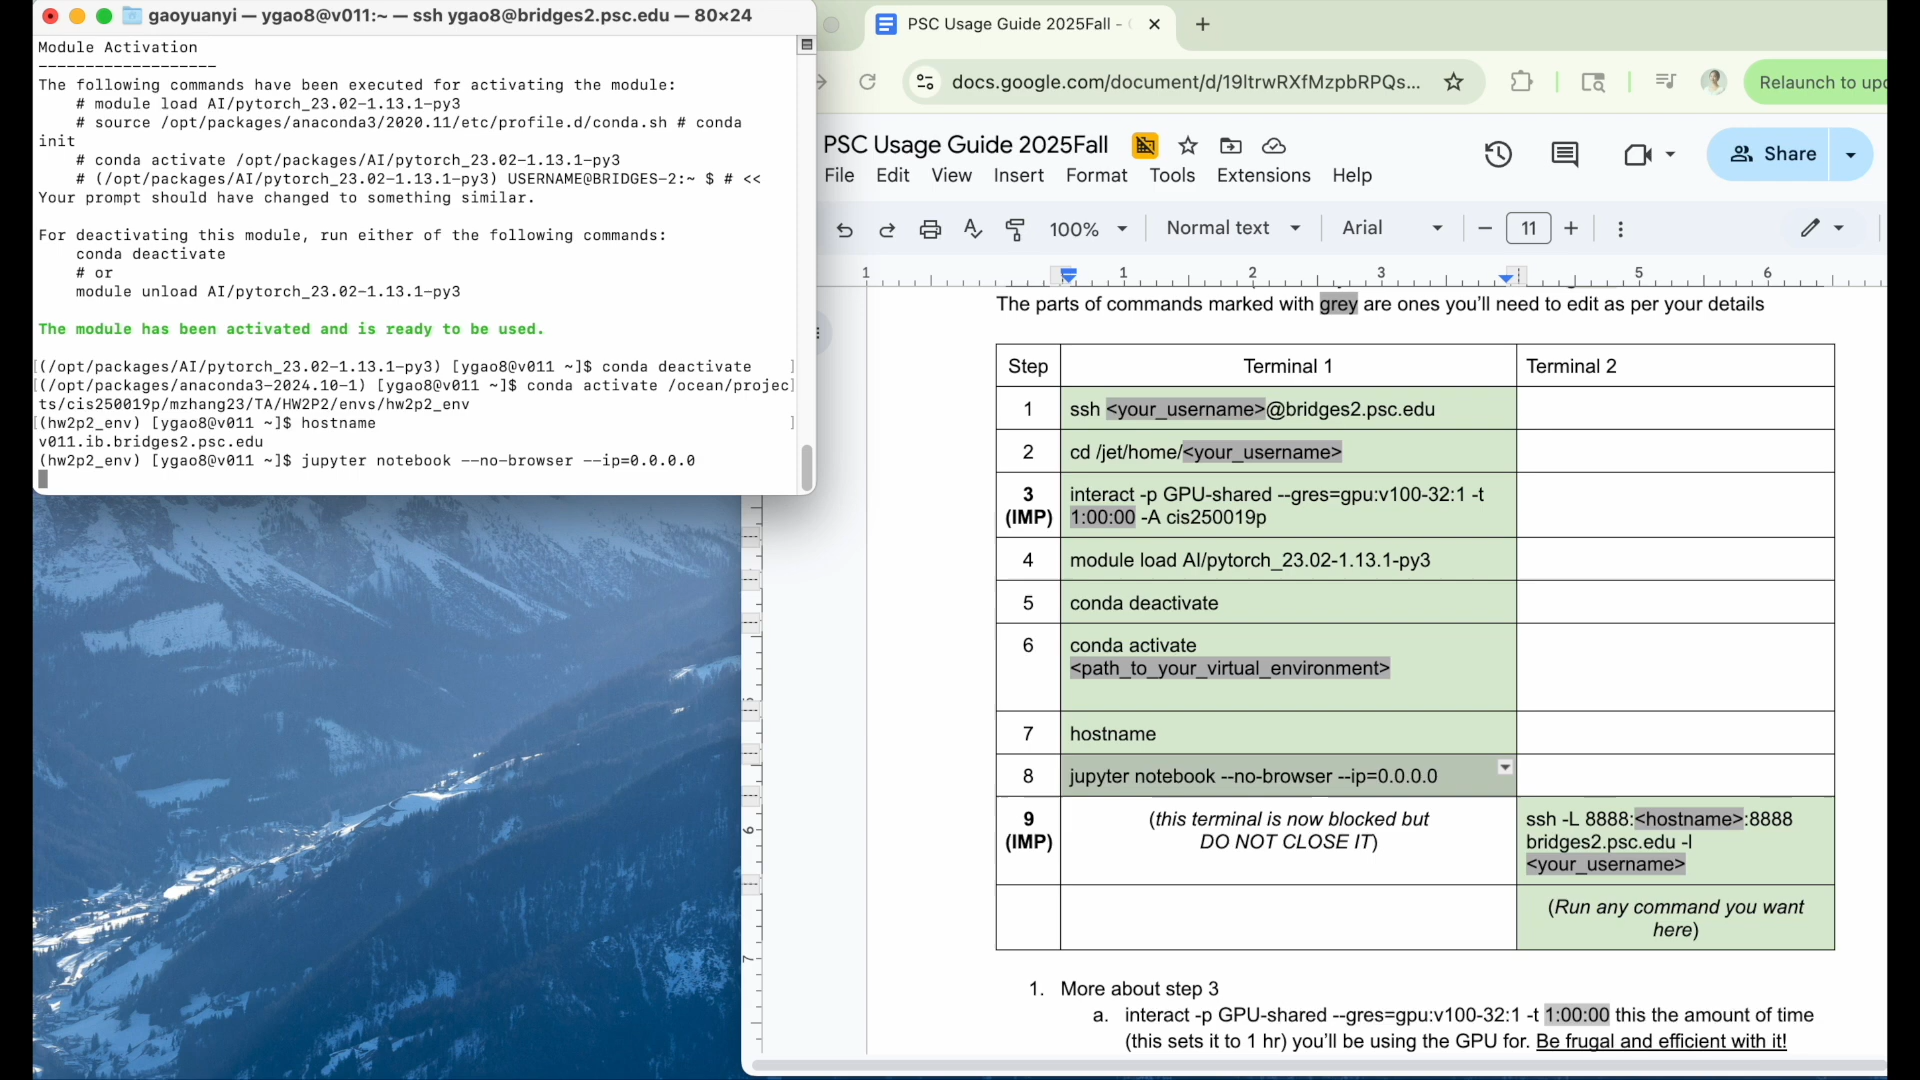 gaoyuanyi — ygao8@v011:~ — ssh ygao8@bridges2.psc.edu — 80×24
Module Activation
-------------------
The following commands have been executed for activating the module:
# module load AI/pytorch_23.02-1.13.1-py3
# source /opt/packages/anaconda3/2020.11/etc/profile.d/conda.sh # conda
init
# conda activate /opt/packages/AI/pytorch_23.02-1.13.1-py3
# (/opt/packages/AI/pytorch_23.02-1.13.1-py3) USERNAME@BRIDGES-2:~ $ # <<
Your prompt should have changed to something similar.
For deactivating this module, run either of the following commands:
conda deactivate
# or
module unload AI/pytorch_23.02-1.13.1-py3
The module has been activated and is ready to be used.
[(/opt/packages/AI/pytorch_23.02-1.13.1-py3) [ygao8@v011 ~]$ conda deactivate ]
[(/opt/packages/anaconda3-2024.10-1) [ygao8@v011 ~]$ conda activate /ocean/projec]
ts/cis250019p/mzhang23/TA/HW2P2/envs/hw2p2_env
[(hw2p2_env) [ygao8@v011 ~]$ hostname ]
v011.ib.bridges2.psc.edu
(hw2p2_env) [ygao8@v011 ~]$ jupyter notebook --no-browser --ip=0.0.0.0
PSC Usage Guide 2025Fall -
docs.google.com/document/d/19ltrwRXfMzpbRPQs...
Relaunch to upd
PSC Usage Guide 2025Fall
File Edit View Insert Format Tools Extensions Help
Share
100% Normal text Arial 11
1 1 2 3 5 6
The parts of commands marked with grey are ones you'll need to edit as per your details
Step Terminal 1 Terminal 2
1 ssh <your_username>@bridges2.psc.edu
2 cd /jet/home/<your_username>
3 interact -p GPU-shared --gres=gpu:v100-32:1 -t
(IMP) 1:00:00 -A cis250019p
4 module load AI/pytorch_23.02-1.13.1-py3
5 conda deactivate
6 conda activate
<path_to_your_virtual_environment>
7 hostname
8 jupyter notebook --no-browser --ip=0.0.0.0
9 (this terminal is now blocked but ssh -L 8888:<hostname>:8888
(IMP) DO NOT CLOSE IT) bridges2.psc.edu -l
<your_username>
(Run any command you want
here)
6
7
1. More about step 3
a. interact -p GPU-shared --gres=gpu:v100-32:1 -t 1:00:00 this the amount of time
(this sets it to 1 hr) you'll be using the GPU for. Be frugal and efficient with it!